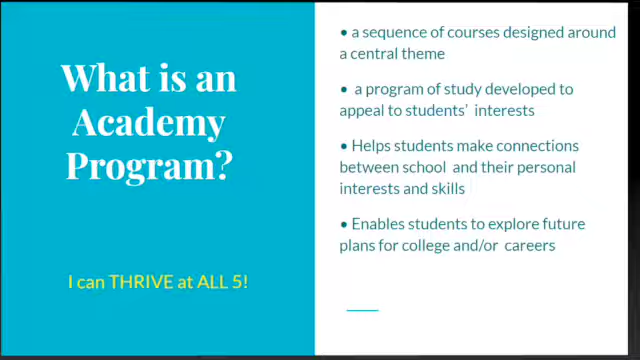 What is an
Academy
Program?
I can THRIVE at ALL 5!
• a sequence of courses designed around
a central theme
• a program of study developed to
appeal to students' interests
• Helps students make connections
between school and their personal
interests and skills
• Enables students to explore future
plans for college and/or careers